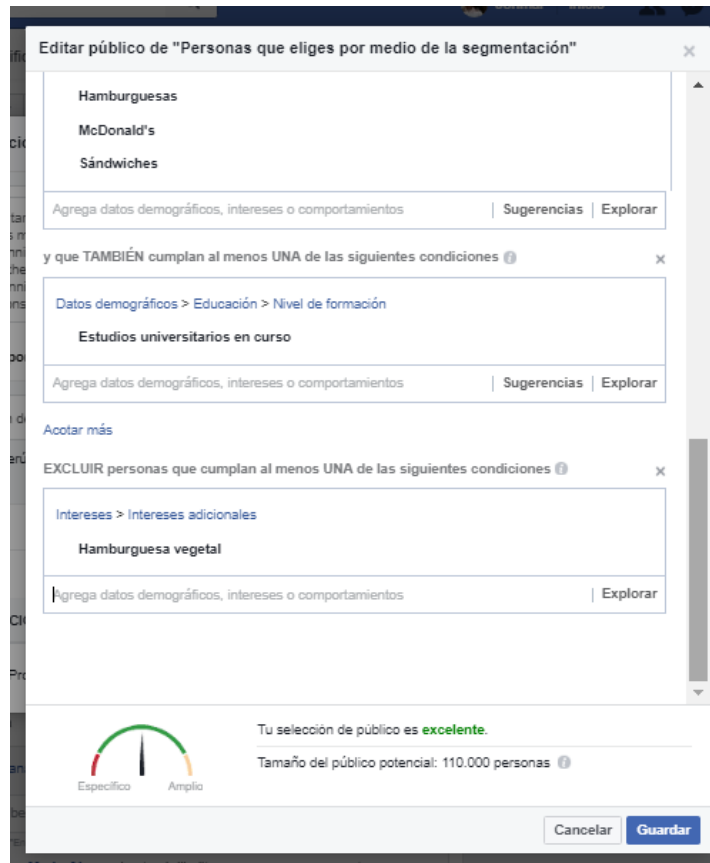 Inicio
Editar público de "Personas que eliges por medio de la segmentación"
Hamburguesas
McDonald's
Sándwiches
Agrega datos demográficos, intereses o comportamientos | Sugerencias | Explorar
y que TAMBIÉN cumplan al menos UNA de las siguientes condiciones
Datos demográficos > Educación > Nivel de formación
Estudios universitarios en curso
Agrega datos demográficos, intereses o comportamientos | Sugerencias | Explorar
Acotar más
EXCLUIR personas que cumplan al menos UNA de las siguientes condiciones
Intereses > Intereses adicionales
Hamburguesa vegetal
Agrega datos demográficos, intereses o comportamientos | Explorar
Tu selección de público es excelente.
Específico Amplio
Tamaño del público potencial: 110.000 personas
Cancelar Guardar